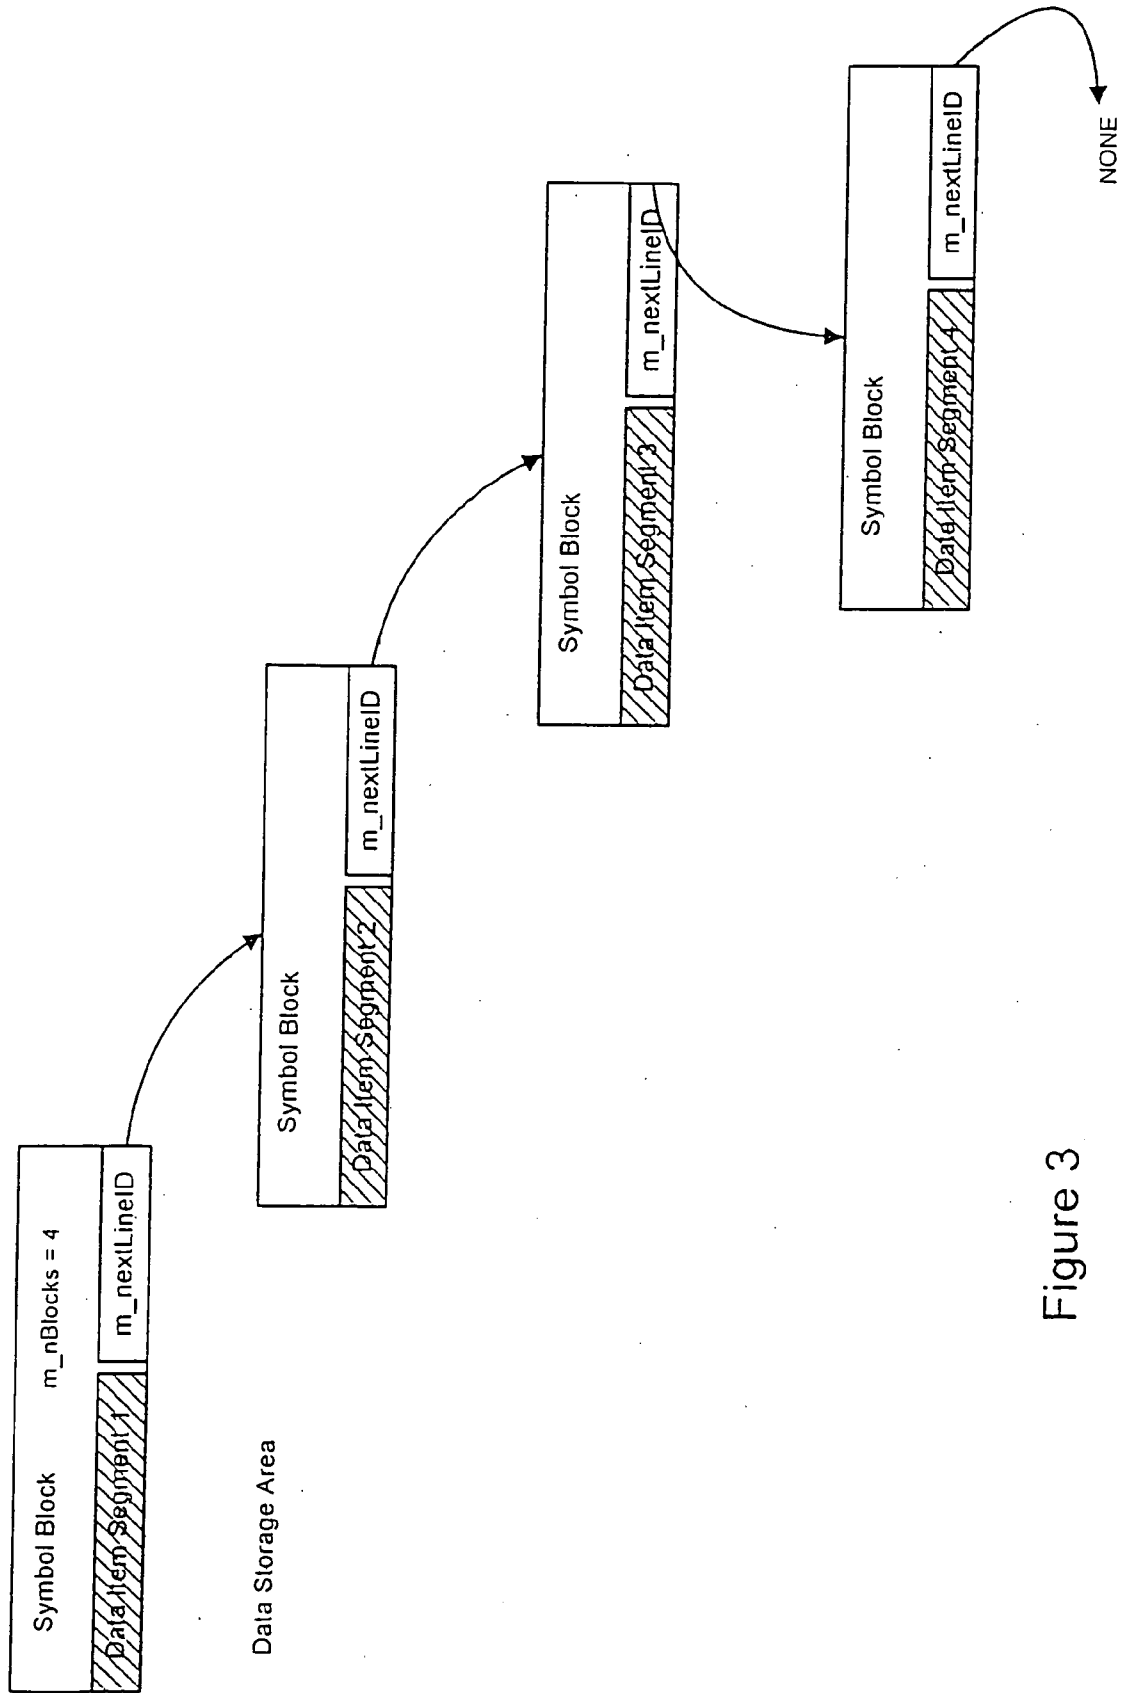 Symbol Block
m_nBlocks = 4
Data Item Segment 1
m_nextLineID
Data Storage Area
Symbol Block
Data Item Segment 2
m_nextLineID
Symbol Block
Data Item Segment 3
m_nextLineID
Symbol Block
Data Item Segment 4
m_nextLineID
NONE
Figure 3